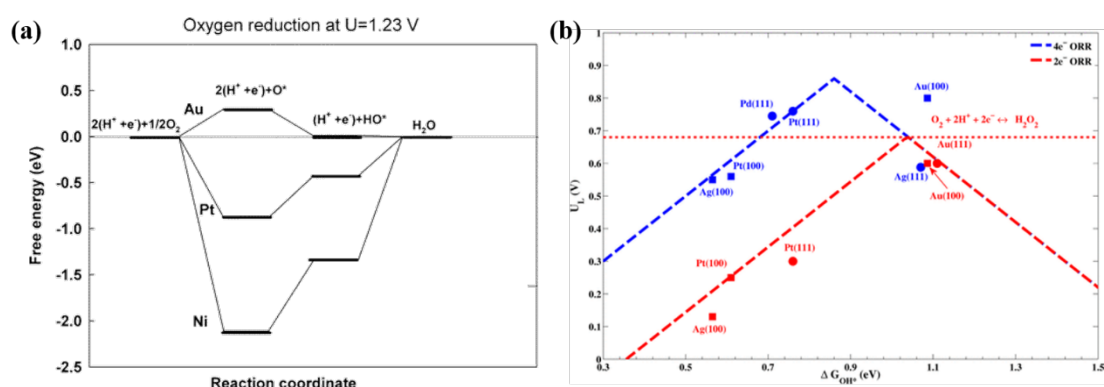 (a)
Oxygen reduction at U=1.23 V
Free energy (eV)
1.0
0.5
0.0
-0.5
-1.0
-1.5
-2.0
-2.5
2(H⁺ +e⁻)+1/2O₂
Au
2(H⁺ +e⁻)+O*
(H⁺ +e⁻)+HO*
H₂O
Pt
Ni
Reaction coordinate
(b)
U_L (V)
1
0.9
0.8
0.7
0.6
0.5
0.4
0.3
0.2
0.1
0
4e⁻ ORR
2e⁻ ORR
Au(100)
Pd(111)
Pt(111)
O₂ + 2H⁺ + 2e⁻ ↔ H₂O₂
Au(111)
Pt(100)
Ag(111)
Ag(100)
Au(100)
Pt(111)
Pt(100)
Ag(100)
0.3
0.5
0.7
0.9
1.1
1.3
1.5
Δ G_OH* (eV)